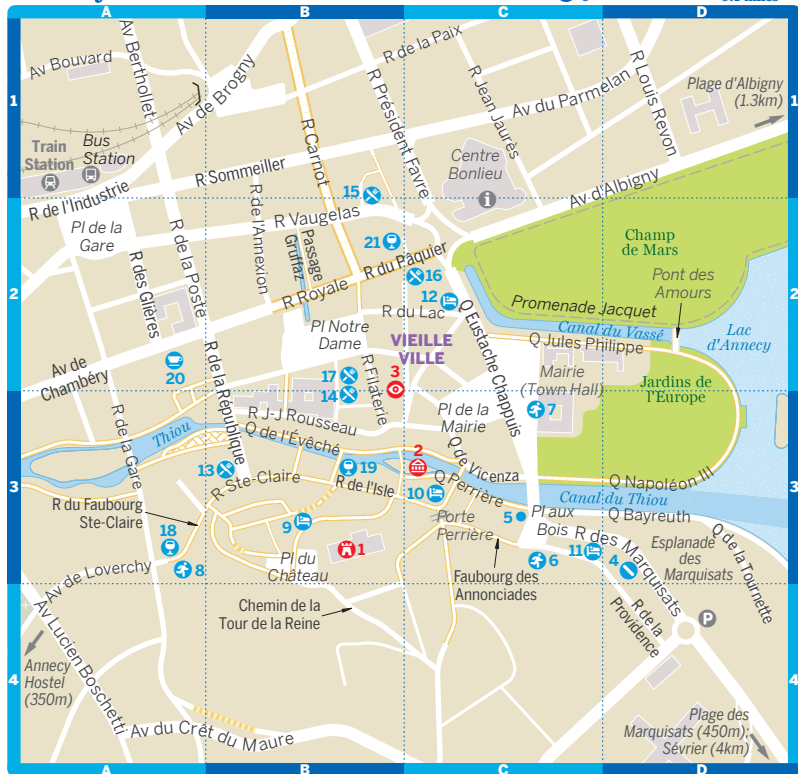 A
B
C
D
1
1
2
2
3
3
4
4
A
B
C
D
Av Bouvard
Av Berthollet
Av de Brogny
R de la Paix
R Président Favre
R Jean Jaurès
Av du Parmelan
R Louis Revon
Plage d'Albigny
(1.3km)
Train
Station
Bus
Station
R Carnot
Centre
Bonlieu
R Sommeiller
R de l'Industrie
Av d'Albigny
15
R Vaugelas
Pl de la
Gare
R de la Poste
R de l'Annexion
Passage
Gruffaz
21
Champ
de Mars
R des Glières
R Royale
R du Pâquier
16
Pont des
Amours
12
Promenade Jacquet
R du Lac
Canal du Vassé
Lac
d'Annecy
Q Eustache Chappuis
Q Jules Philippe
Pl Notre
Dame
VIEILLE
VILLE
Av de
Chambéry
20
R de la République
17
14
R Filaterie
3
Mairie
(Town Hall)
Jardins de
l'Europe
7
R de la Gare
R J-J Rousseau
Pl de la
Mairie
Thiou
Q de l'Évêché
2
Q de Vicenza
13
R Ste-Claire
19
R de l'Isle
10
Q Perrière
Q Napoléon III
Canal du Thiou
Q Bayreuth
R du Faubourg
Ste-Claire
9
Porte
Perrière
5
Pl aux
Bois
R des Marquisats
18
8
Pl du
Château
1
6
11
4
Esplanade
des
Marquisats
Q de la Tournette
Av de Loverchy
Faubourg des
Annonciades
Chemin de la
Tour de la Reine
R de la
Providence
P
Av Lucien Boschetti
Annecy
Hostel
(350m)
Av du Crêt du Maure
Plage des
Marquisats (450m);
Sévrier (4km)